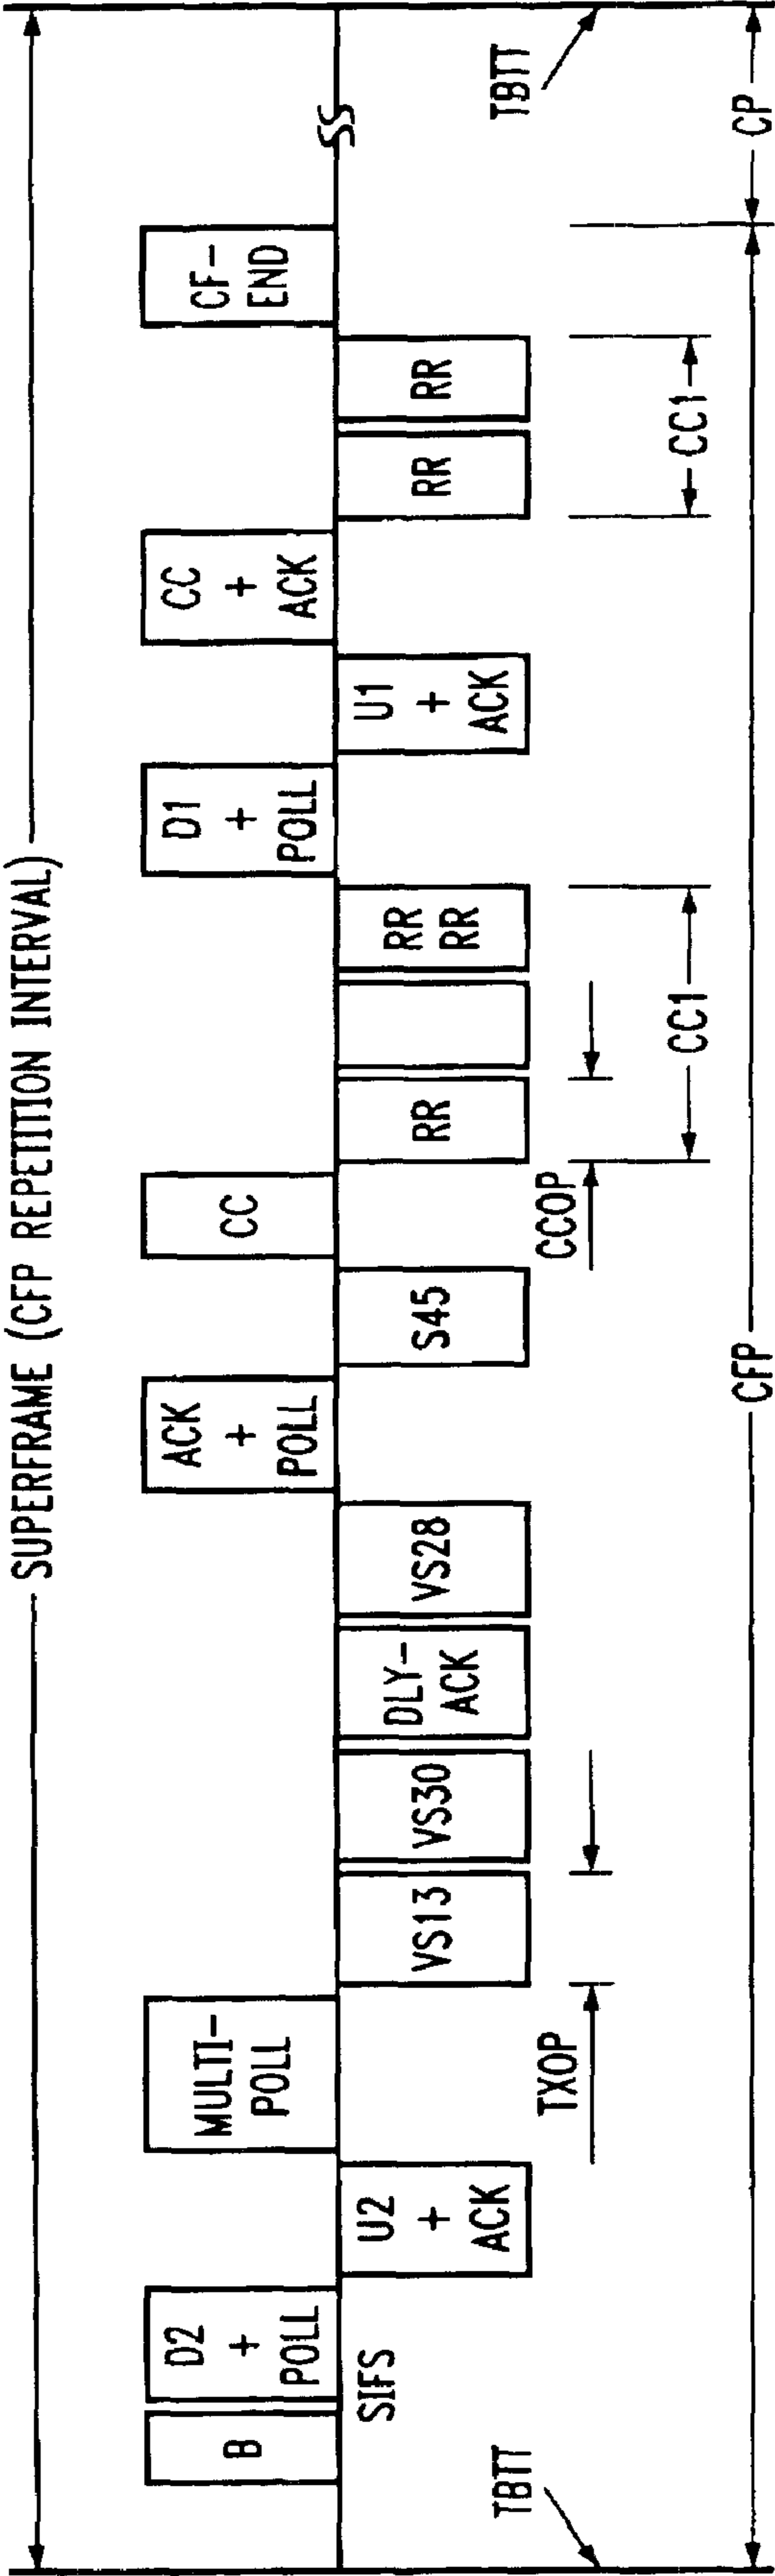 SUPERFRAME (CFP REPETITION INTERVAL)
B
D2
+
POLL
MULTI-
POLL
ACK
+
POLL
CC
D1
+
POLL
CC
+
ACK
CF-
END
SS
SIFS
U2
+
ACK
VS13
VS30
DLY-
ACK
VS28
S45
RR
RR
RR
U1
+
ACK
RR
RR
TBTT
TXOP
CCOP
TBTT
CC1
CC1
CFP
CP